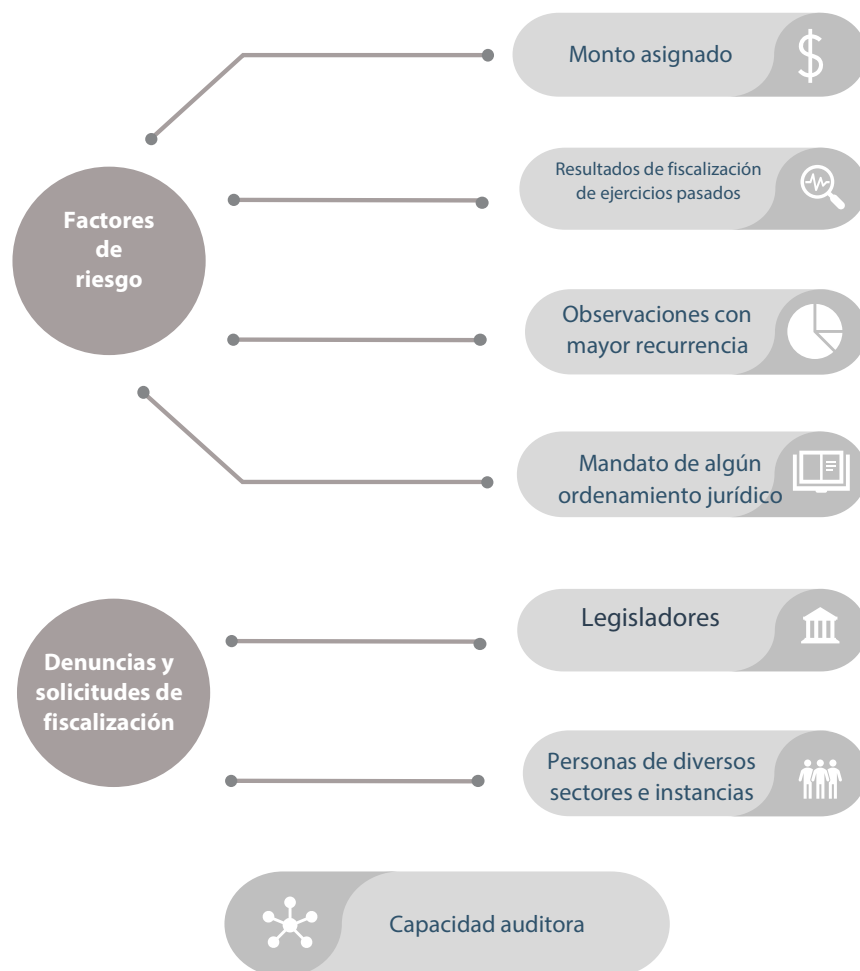 Factores
de
riesgo
Monto asignado
$
Resultados de fiscalización
de ejercicios pasados
Observaciones con
mayor recurrencia
Mandato de algún
ordenamiento jurídico
Denuncias y
solicitudes de
fiscalización
Legisladores
Personas de diversos
sectores e instancias
Capacidad auditora